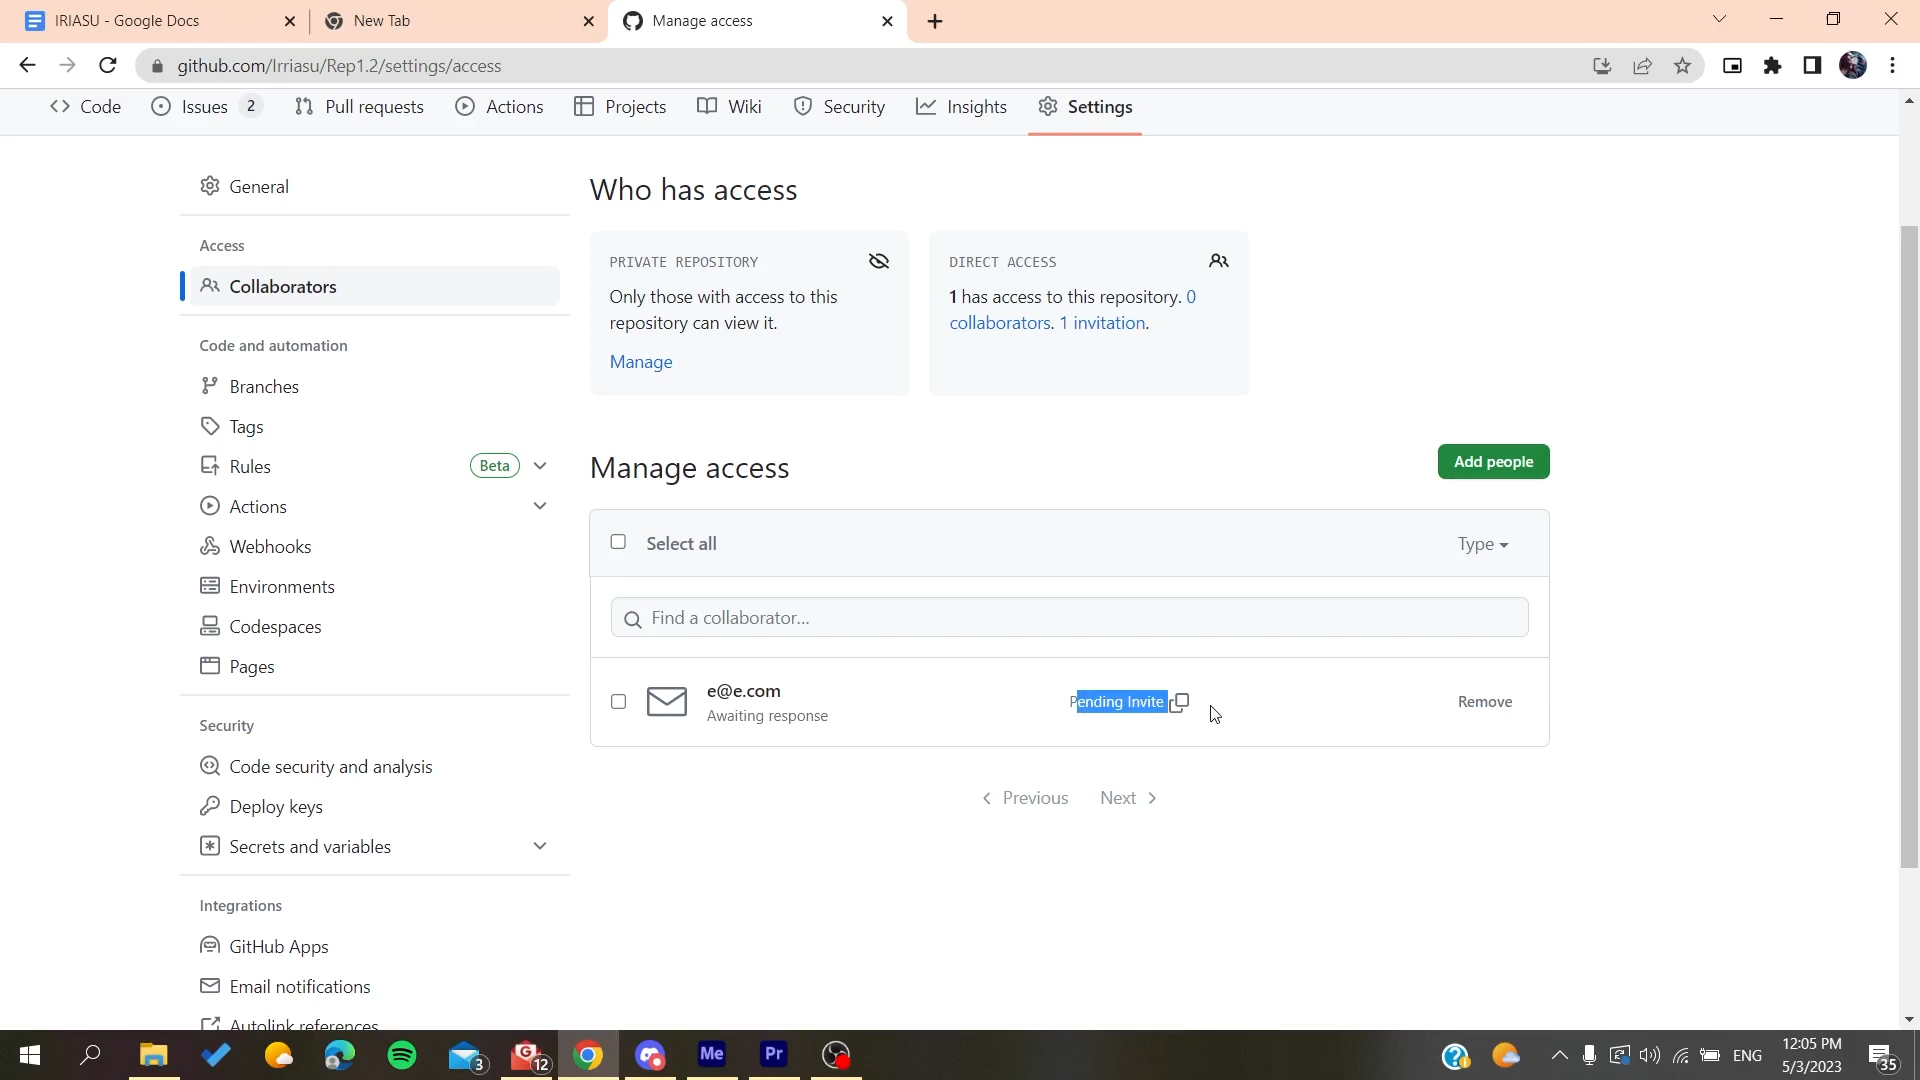 IRIASU - Google Docs
New Tab
Manage access
github.com/Irriasu/Rep1.2/settings/access
Code
Issues 2
Pull requests
Actions
Projects
Wiki
Security
Insights
Settings
General
Access
Collaborators
Code and automation
Branches
Tags
Rules Beta
Actions
Webhooks
Environments
Codespaces
Pages
Security
Code security and analysis
Deploy keys
Secrets and variables
Integrations
GitHub Apps
Email notifications
Autolink references
Who has access
PRIVATE REPOSITORY
Only those with access to this
repository can view it.
Manage
DIRECT ACCESS
1 has access to this repository. 0
collaborators. 1 invitation.
Manage access
Add people
Select all
Type
Find a collaborator...
e@e.com
Awaiting response
Pending Invite
Remove
Previous
Next
3
G
12
Me
Pr
ENG
12:05 PM
5/3/2023
35